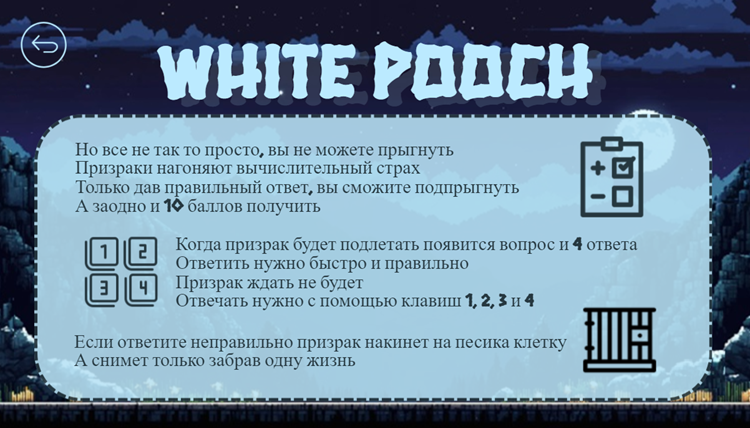 WHITE POOCH
Но все не так то просто, вы не можете прыгнуть
Призраки нагоняют вычислительный страх
Только дав правильный ответ, вы сможите подпрыгнуть
А заодно и 10 баллов получить
1 2
3 4
Когда призрак будет подлетать появится вопрос и 4 ответа
Ответить нужно быстро и правильно
Призрак ждать не будет
Отвечать нужно с помощью клавиш 1, 2, 3 и 4
Если ответите неправильно призрак накинет на песика клетку
А снимет только забрав одну жизнь